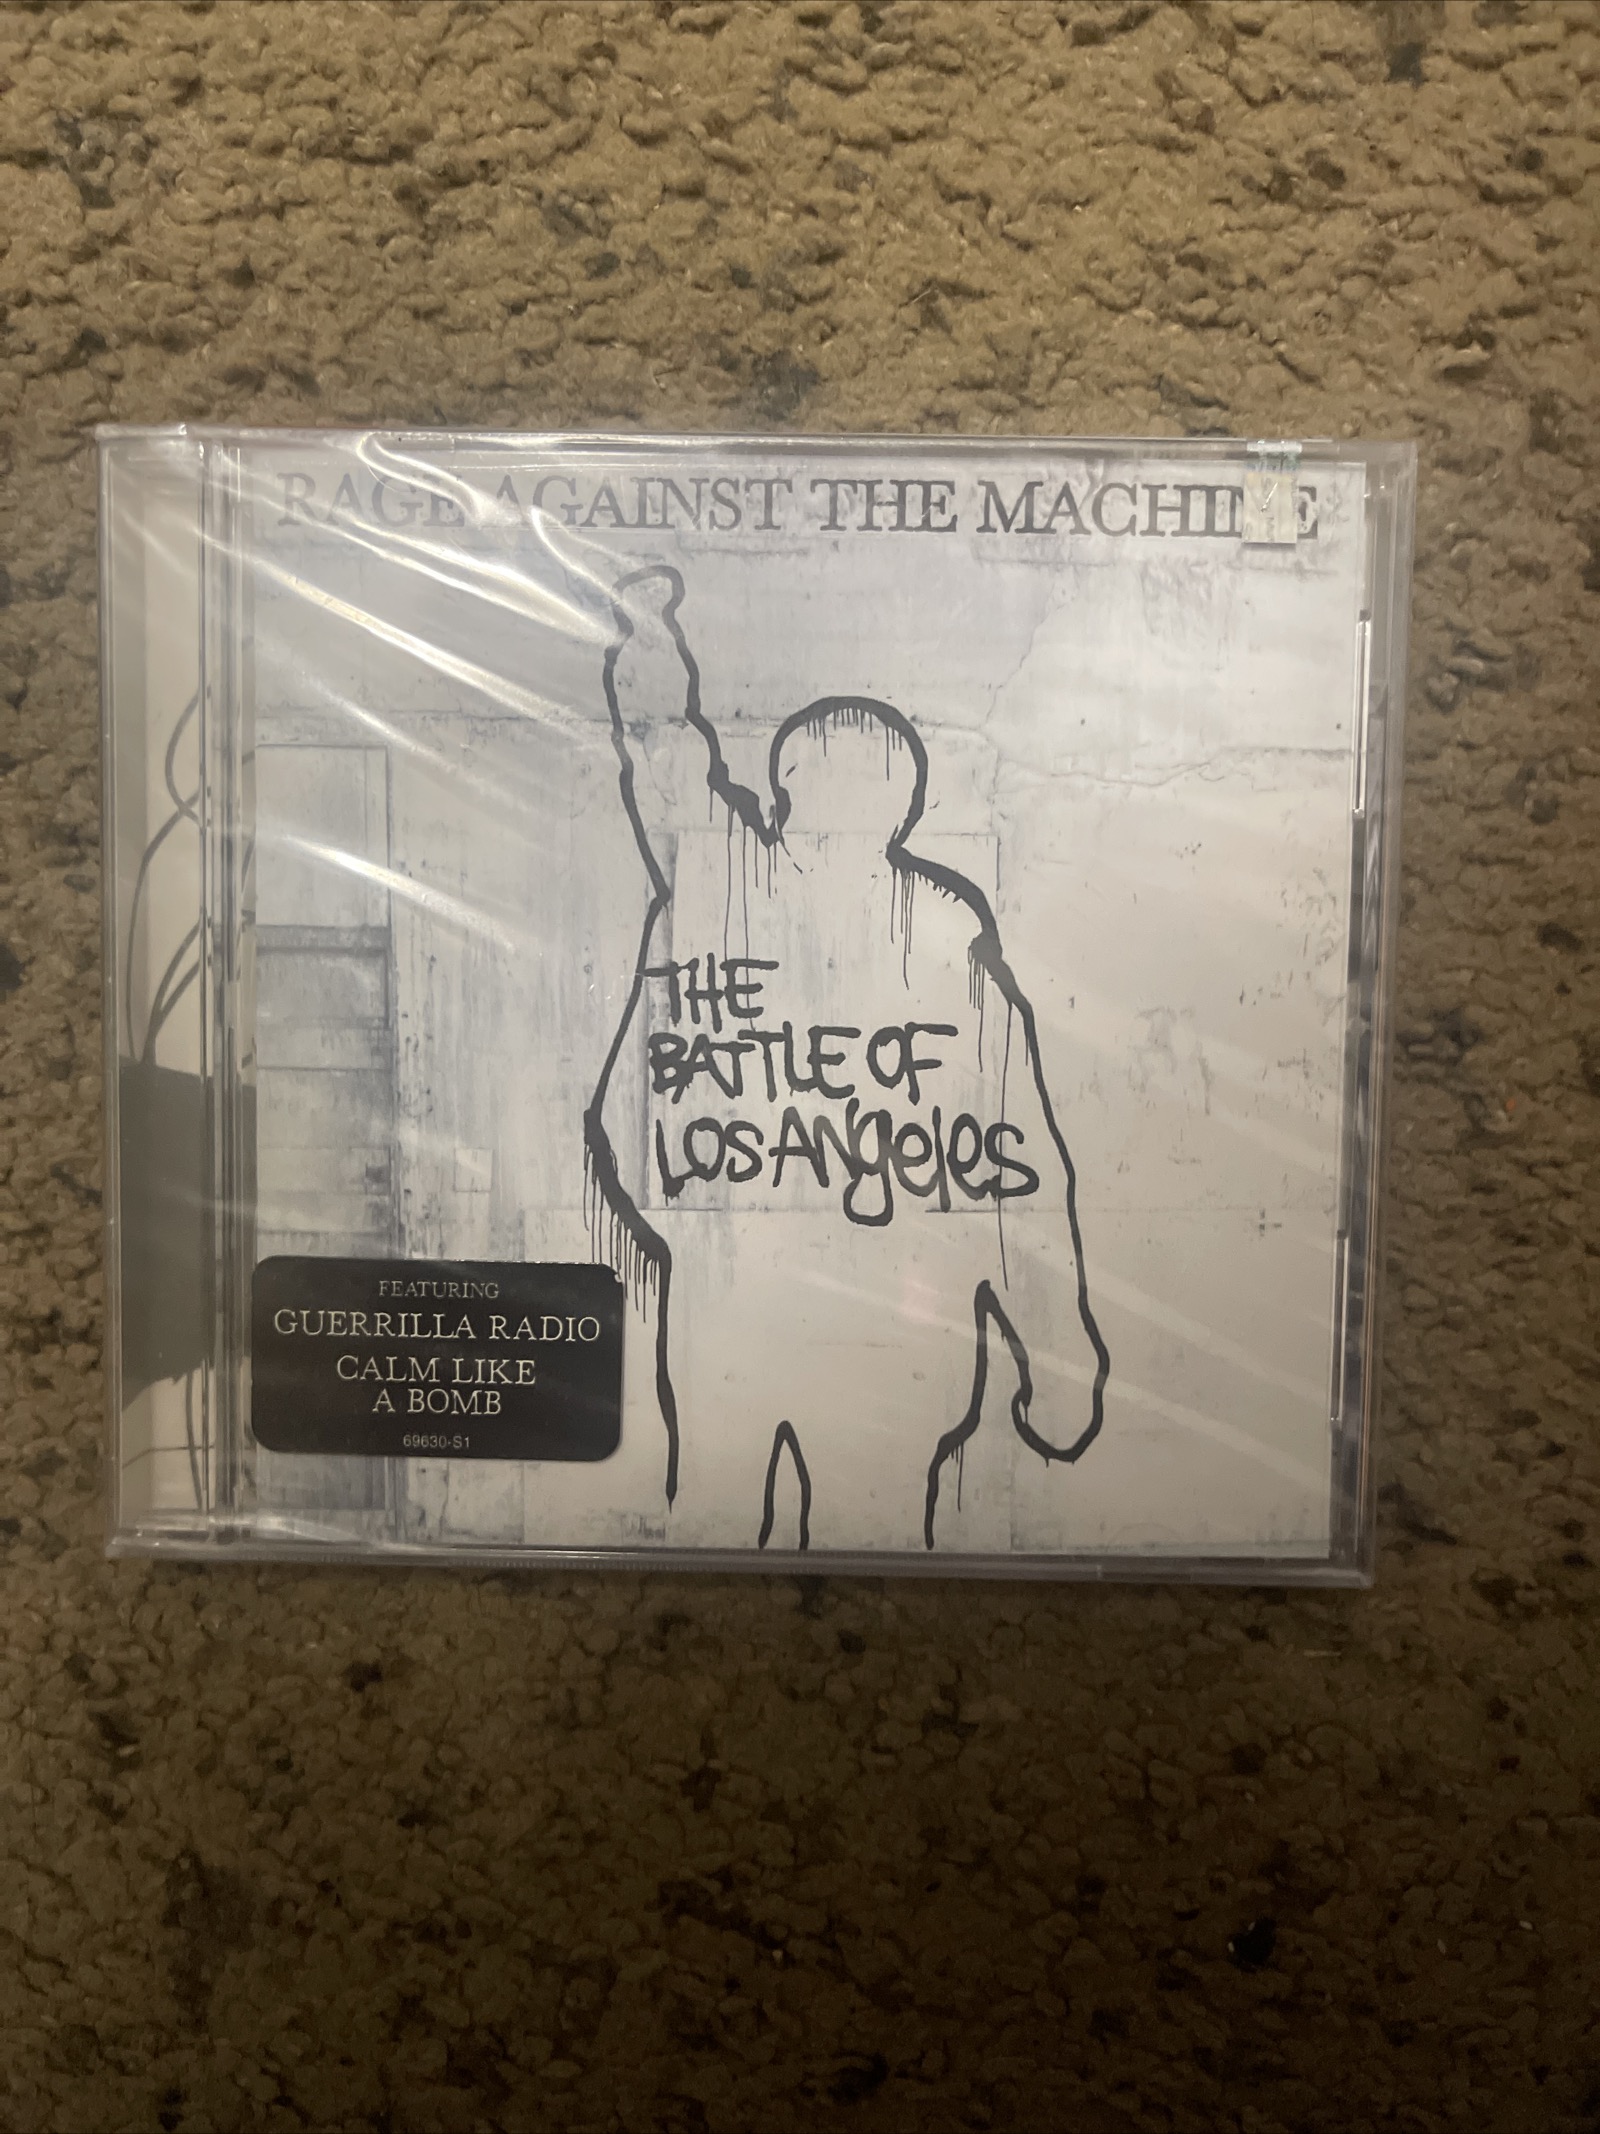 RAGE AGAINST THE MACHINE
THE
BATTLE OF
LOS ANgeles
FEATURING
GUERRILLA RADIO
CALM LIKE
A BOMB
69630-S1